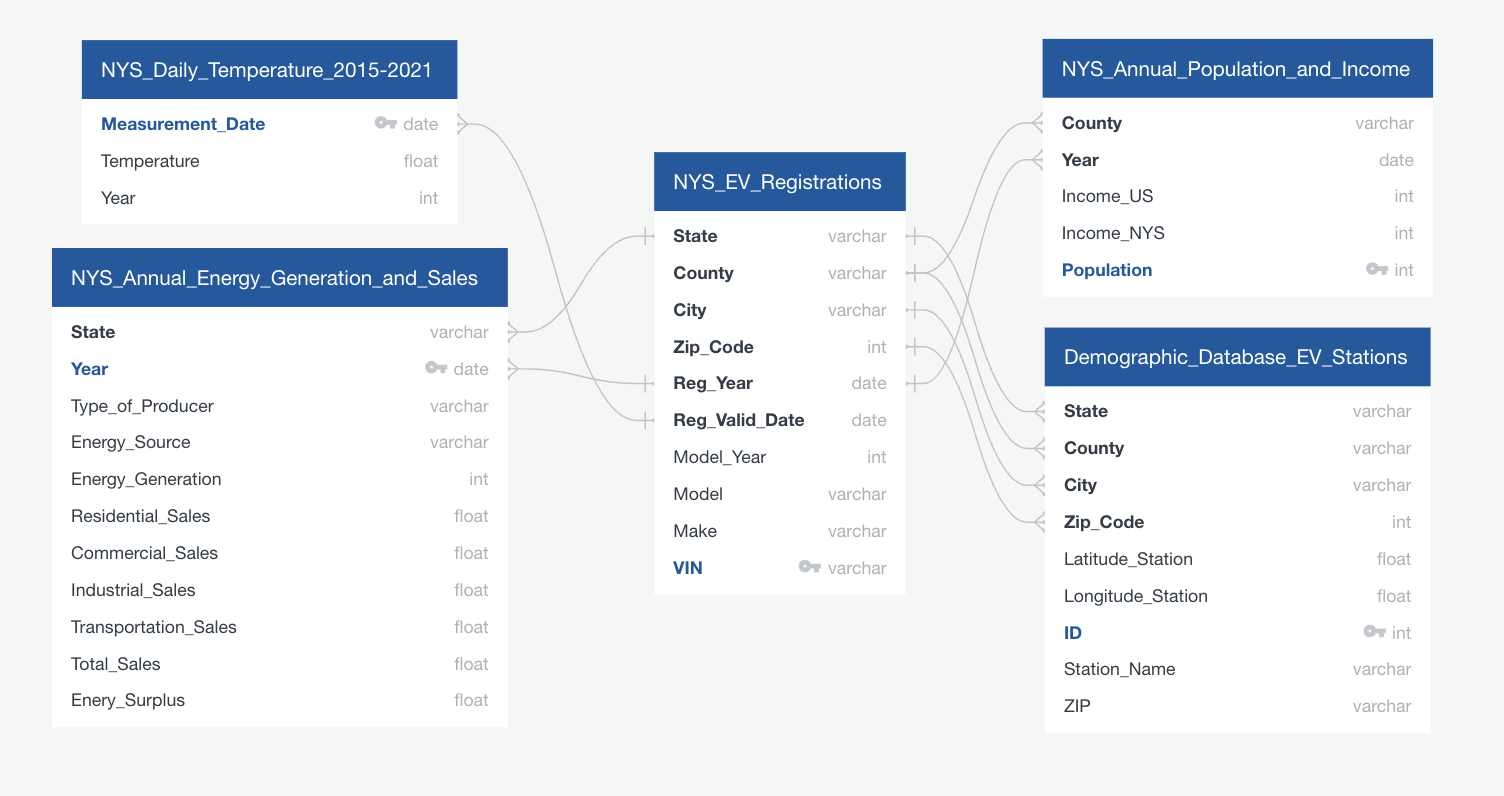 NYS_Daily_Temperature_2015-2021
Measurement_Date date
Temperature float
Year int
NYS_Annual_Energy_Generation_and_Sales
State varchar
Year date
Type_of_Producer varchar
Energy_Source varchar
Energy_Generation int
Residential_Sales float
Commercial_Sales float
Industrial_Sales float
Transportation_Sales float
Total_Sales float
Enery_Surplus float
NYS_EV_Registrations
State varchar
County varchar
City varchar
Zip_Code int
Reg_Year date
Reg_Valid_Date date
Model_Year int
Model varchar
Make varchar
VIN varchar
NYS_Annual_Population_and_Income
County varchar
Year date
Income_US int
Income_NYS int
Population int
Demographic_Database_EV_Stations
State varchar
County varchar
City varchar
Zip_Code int
Latitude_Station float
Longitude_Station float
ID int
Station_Name varchar
ZIP varchar